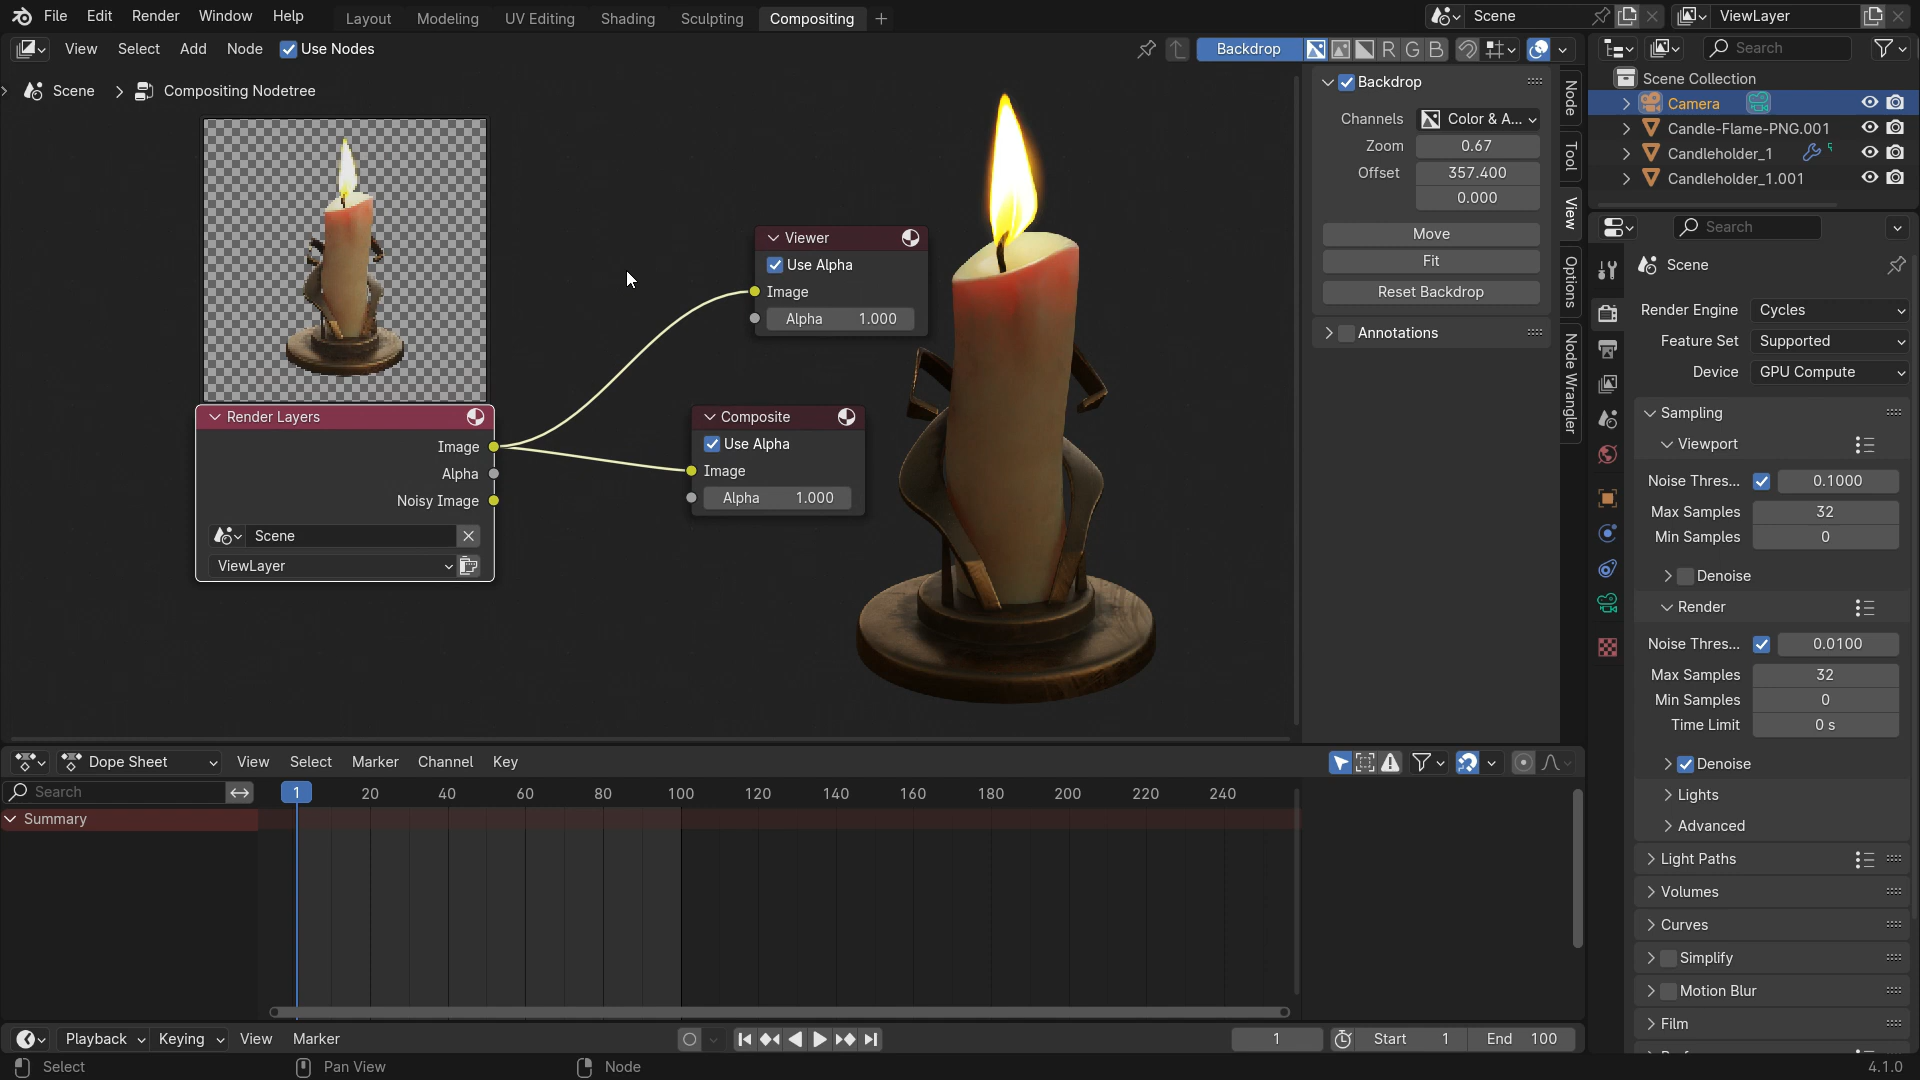 File Edit Render Window Help
Layout Modeling UV Editing Shading Sculpting Compositing
Scene
ViewLayer
View Select Add Node Use Nodes
Backdrop
R G B
Search
Scene > Compositing Nodetree
Scene Collection
Camera
Candle-Flame-PNG.001
Candleholder_1
Candleholder_1.001
Backdrop
Channels Color & A...
Zoom 0.67
Offset 357.400
0.000
Move
Fit
Reset Backdrop
Annotations
Node
Tool
View
Options
Node Wrangler
Viewer
Use Alpha
Image
Alpha 1.000
Composite
Use Alpha
Image
Alpha 1.000
Render Layers
Image
Alpha
Noisy Image
Scene
ViewLayer
Search
Scene
Render Engine Cycles
Feature Set Supported
Device GPU Compute
Sampling
Viewport
Noise Thres... 0.1000
Max Samples 32
Min Samples 0
Denoise
Render
Noise Thres... 0.0100
Max Samples 32
Min Samples 0
Time Limit 0 s
Denoise
Lights
Advanced
Light Paths
Volumes
Curves
Simplify
Motion Blur
Film
Dope Sheet View Select Marker Channel Key
Search
1 20 40 60 80 100 120 140 160 180 200 220 240
Summary
Playback Keying View Marker
1 Start 1 End 100
Select Pan View Node
4.1.0